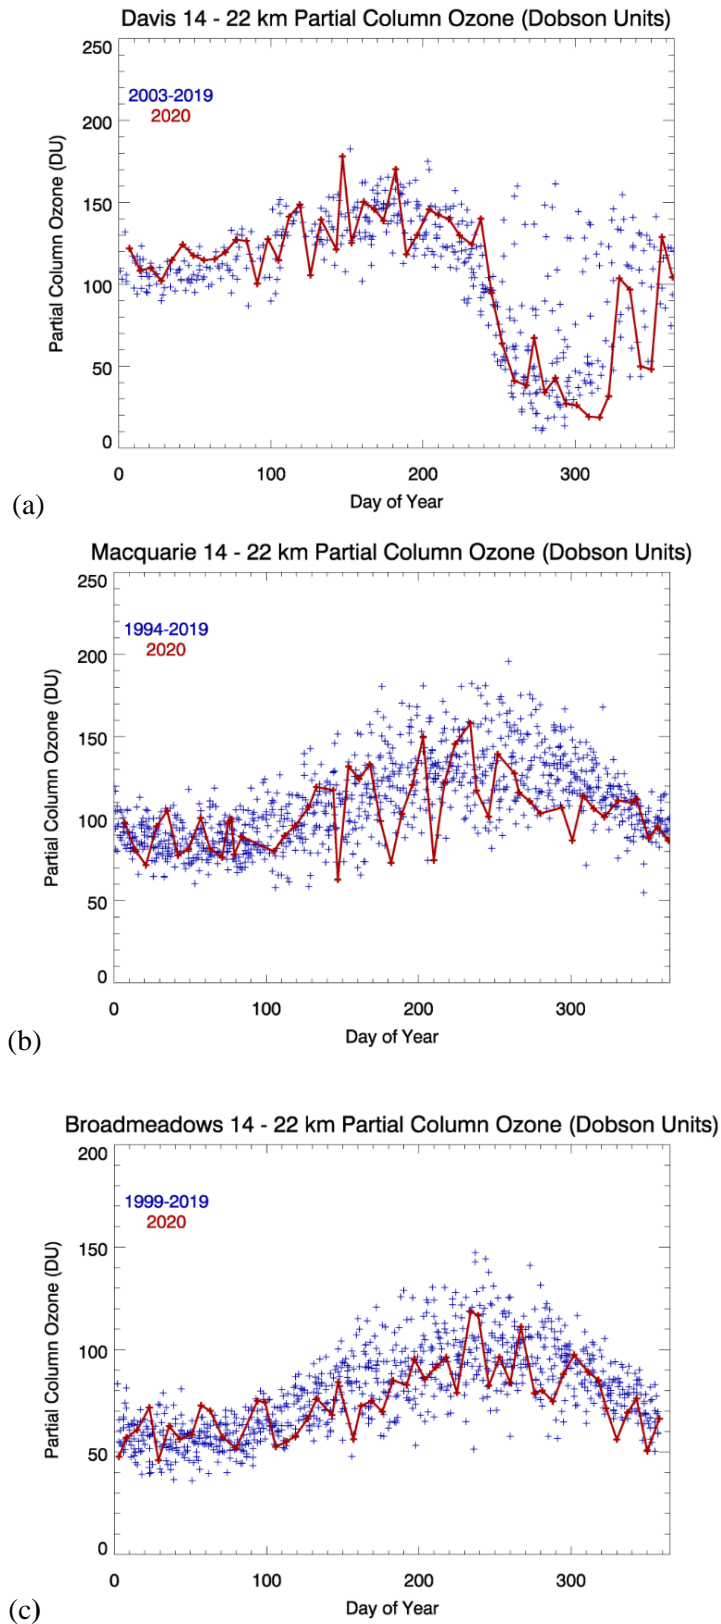 Davis 14 - 22 km Partial Column Ozone (Dobson Units)
250
200
150
100
50
0
Partial Column Ozone (DU)
2003-2019
2020
0 100 200 300
Day of Year
(a)
Macquarie 14 - 22 km Partial Column Ozone (Dobson Units)
250
200
150
100
50
0
Partial Column Ozone (DU)
1994-2019
2020
0 100 200 300
Day of Year
(b)
Broadmeadows 14 - 22 km Partial Column Ozone (Dobson Units)
200
150
100
50
0
Partial Column Ozone (DU)
1999-2019
2020
0 100 200 300
Day of Year
(c)